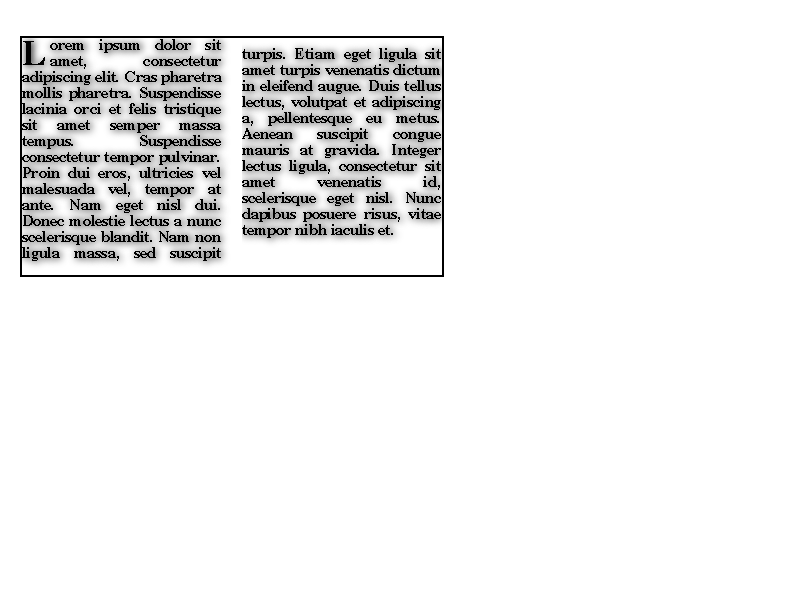 Lorem ipsum dolor sit
amet, consectetur
adipiscing elit. Cras pharetra
mollis pharetra. Suspendisse
lacinia orci et felis tristique
sit amet semper massa
tempus. Suspendisse
consectetur tempor pulvinar.
Proin dui eros, ultricies vel
malesuada vel, tempor at
ante. Nam eget nisl dui.
Donec molestie lectus a nunc
scelerisque blandit. Nam non
ligula massa, sed suscipit
turpis. Etiam eget ligula sit
amet turpis venenatis dictum
in eleifend augue. Duis tellus
lectus, volutpat et adipiscing
a, pellentesque eu metus.
Aenean suscipit congue
mauris at gravida. Integer
lectus ligula, consectetur sit
amet venenatis id,
scelerisque eget nisl. Nunc
dapibus posuere risus, vitae
tempor nibh iaculis et.